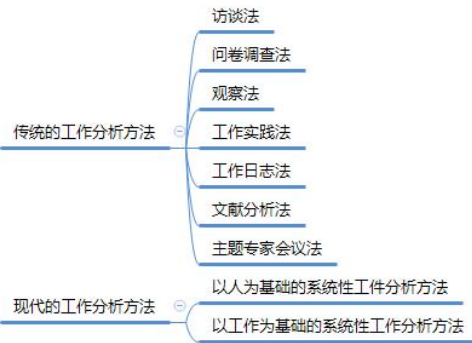 访谈法
问卷调查法
观察法
传统的工作分析方法
工作实践法
工作日志法
文献分析法
主题专家会议法
以人为基础的系统性工件分析方法
现代的工作分析方法
以工作为基础的系统性工作分析方法